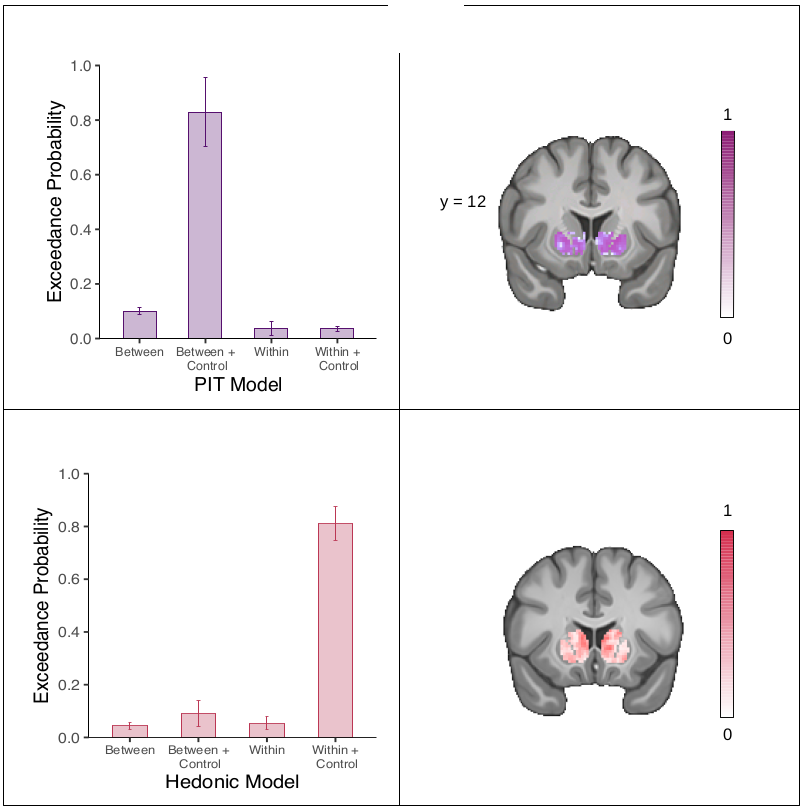 1.0
0.8
0.6
0.4
0.2
0.0
Exceedance Probability
Between
Between +
Control
Within
Within +
Control
PIT Model
y = 12
1
0
1.0
0.8
0.6
0.4
0.2
0.0
Exceedance Probability
Between
Between +
Control
Within
Within +
Control
Hedonic Model
1
0